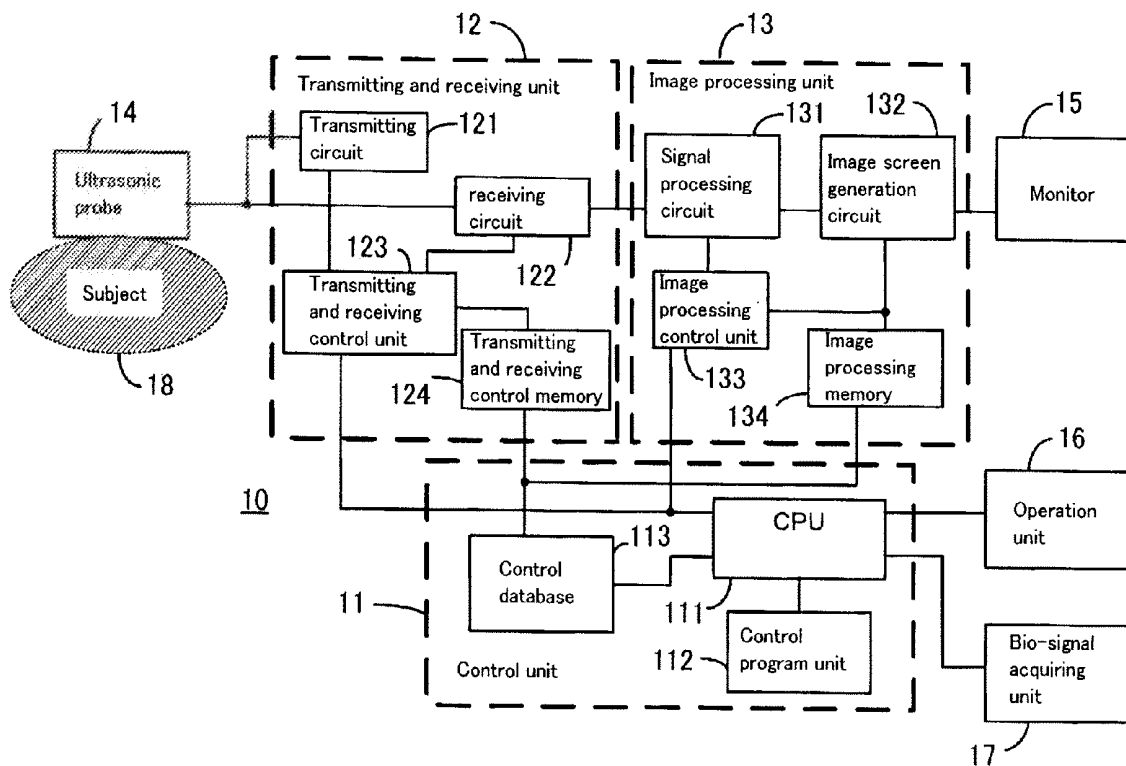 12
13
Transmitting and receiving unit
Image processing unit
14
121
131
132
15
Transmitting
circuit
Ultrasonic
probe
Signal
processing
circuit
Image screen
generation
circuit
Monitor
receiving
circuit
123
122
Subject
Transmitting
and receiving
control unit
Image
processing
control unit
18
124
Transmitting
and receiving
control memory
133
Image
processing
memory
134
16
10
CPU
Operation
unit
113
Control
database
11
111
112
Control
program unit
Control unit
Bio-signal
acquiring
unit
17